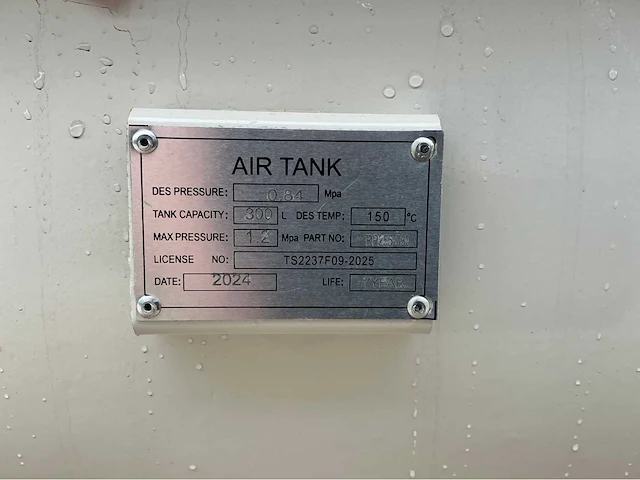 AIR TANK
DES PRESSURE: 0.84 Mpa
TANK CAPACITY: 300 L DES TEMP: 150 °C
MAX PRESSURE: 1.2 Mpa PART NO:
LICENSE NO: TS2237F09-2025
DATE: 2024 LIFE: